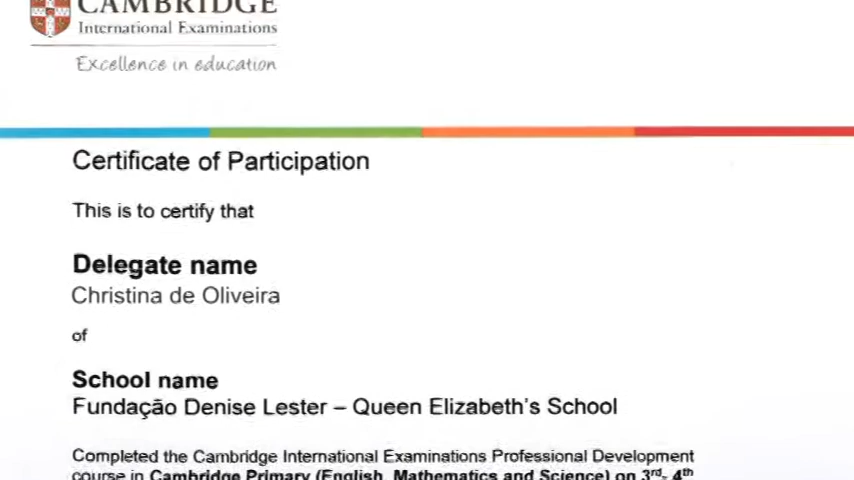 CAMBRIDGE
International Examinations
Excellence in education
Certificate of Participation
This is to certify that
Delegate name
Christina de Oliveira
of
School name
Fundação Denise Lester – Queen Elizabeth's School
Completed the Cambridge International Examinations Professional Development
course in Cambridge Primary (English, Mathematics and Science) on 3rd- 4th